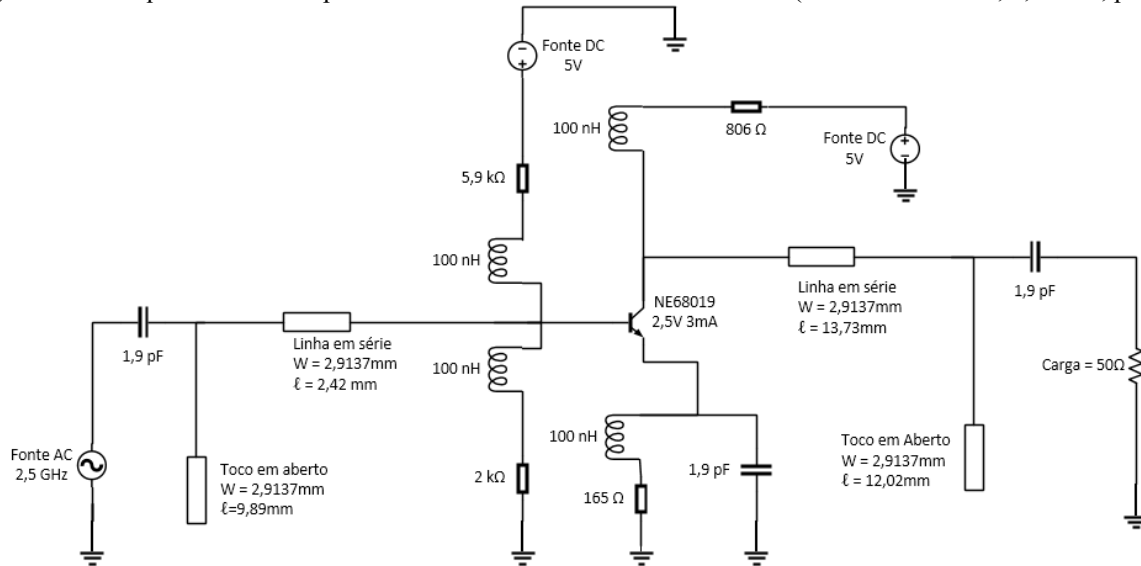 Fonte DC
5V
100 nH
806 Ω
Fonte DC
5V
5,9 kΩ
100 nH
NE68019
2,5V 3mA
Linha em série
W = 2,9137mm
ℓ = 13,73mm
1,9 pF
1,9 pF
Linha em série
W = 2,9137mm
ℓ = 2,42 mm
100 nH
Carga = 50Ω
Fonte AC
2,5 GHz
Toco em aberto
W = 2,9137mm
ℓ=9,89mm
2 kΩ
100 nH
165 Ω
1,9 pF
Toco em Aberto
W = 2,9137mm
ℓ = 12,02mm